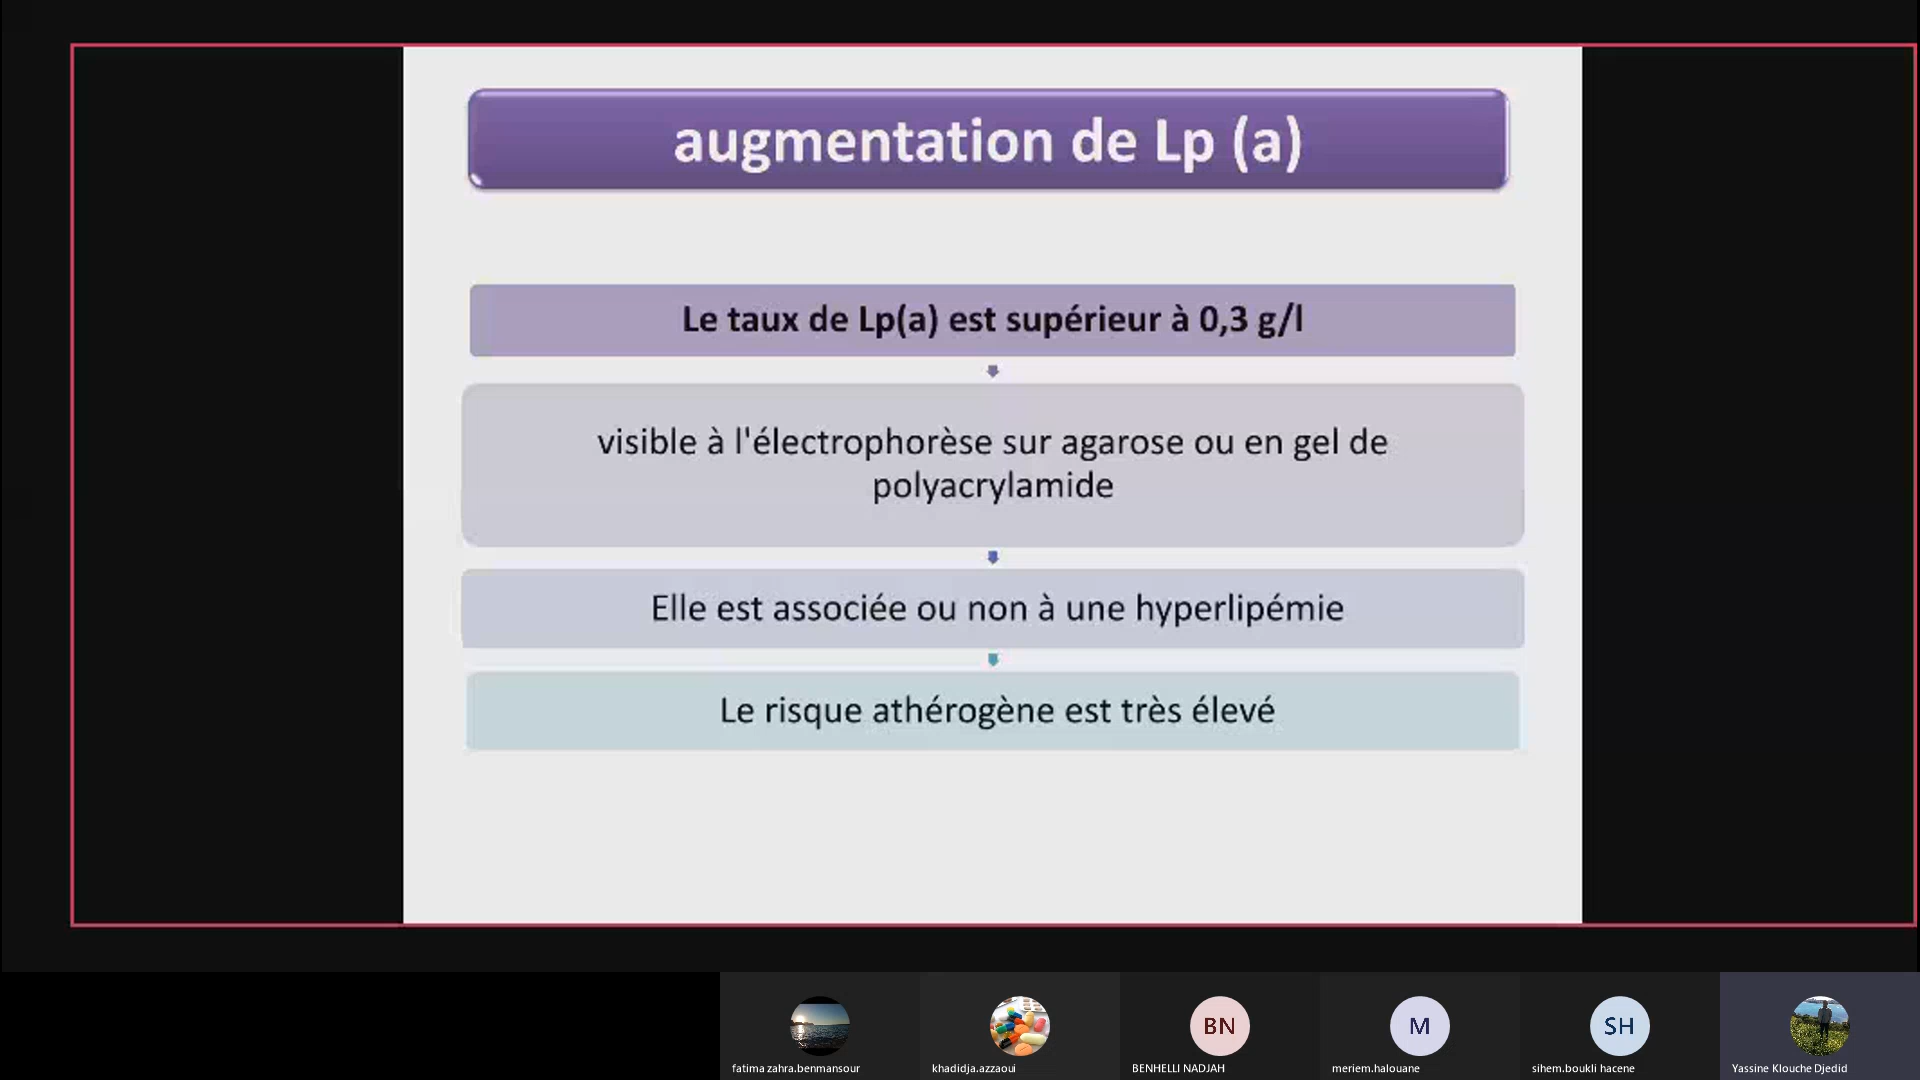 augmentation de Lp (a)
Le taux de Lp(a) est supérieur à 0,3 g/l
visible à l'électrophorèse sur agarose ou en gel de
polyacrylamide
Elle est associée ou non à une hyperlipémie
Le risque athérogène est très élevé
BN
M
SH
fatima zahra.benmansour
khadidja.azzaoui
BENHELLI NADJAH
meriem.halouane
sihem.boukli hacene
Yassine Klouche Djedid